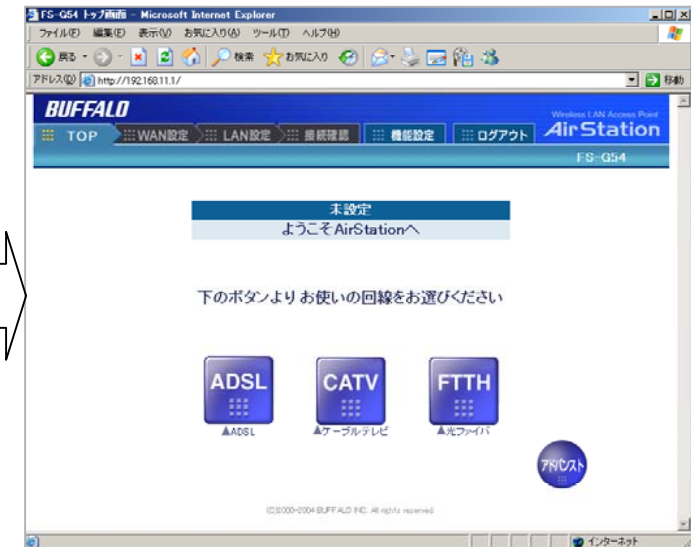 FS-G54 トップ画面 - Microsoft Internet Explorer
ファイル(F) 編集(E) 表示(V) お気に入り(A) ツール(T) ヘルプ(H)
戻る 検索 お気に入り
アドレス(D) http://192.168.11.1/ 移動
BUFFALO
Wireless LAN Access Point
AirStation
TOP WAN設定 LAN設定 接続確認 機能設定 ログアウト
FS-G54
未設定
ようこそAirStationへ
下のボタンよりお使いの回線をお選びください
ADSL CATV FTTH
▲ADSL ▲ケーブルテレビ ▲光ファイバ
アドバンスト
(C)2000-2004 BUFFALO INC. All rights reserved.
インターネット